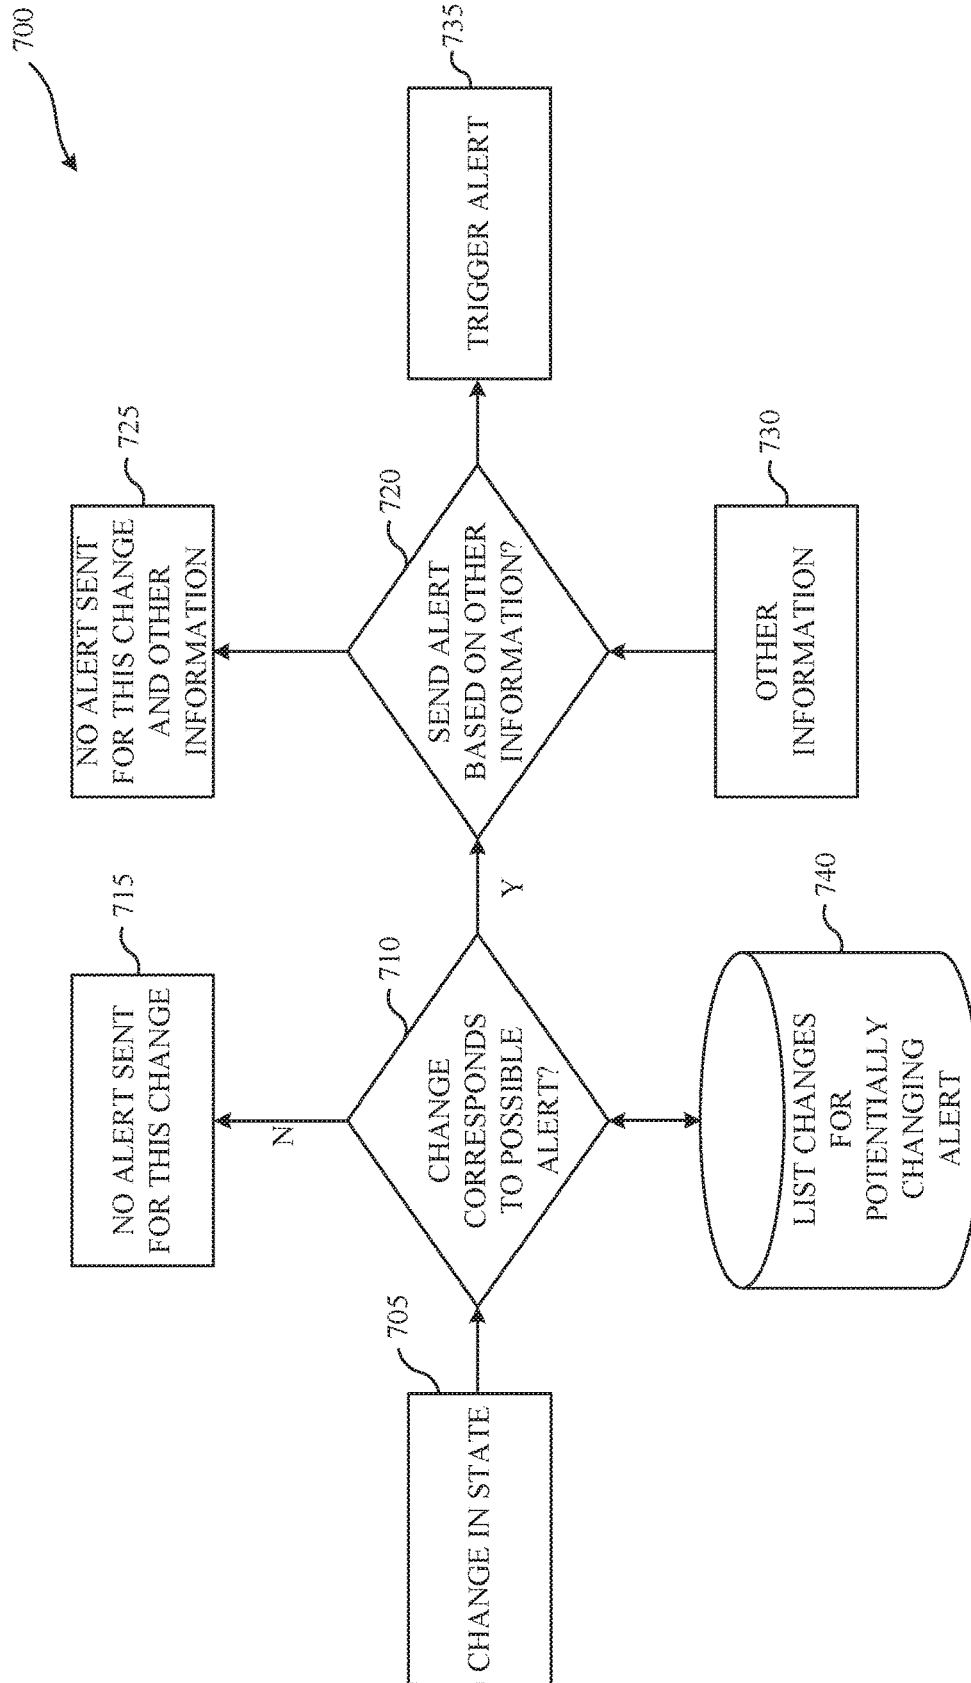 700
CHANGE IN STATE
705
CHANGE
CORRESPONDS
TO POSSIBLE
ALERT?
710
N
NO ALERT SENT
FOR THIS CHANGE
715
LIST CHANGES
FOR
POTENTIALLY
CHANGING
ALERT
740
Y
SEND ALERT
BASED ON OTHER
INFORMATION?
720
NO ALERT SENT
FOR THIS CHANGE
AND OTHER
INFORMATION
725
OTHER
INFORMATION
730
TRIGGER ALERT
735